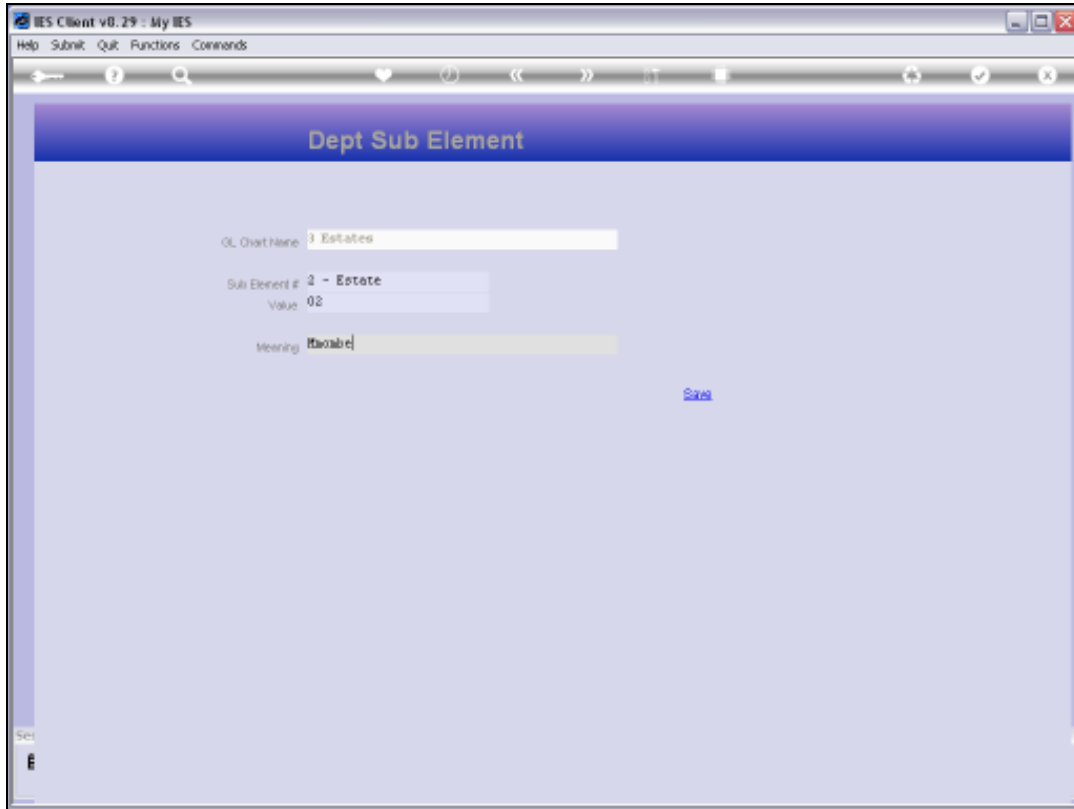 IES Client v8.29 : My IES
Help Submit Quit Functions Commands
Dept Sub Element
GL Chart Name 3 Estates
Sub Element # 2 - Estate
Value 02
Meaning
Save
Ses